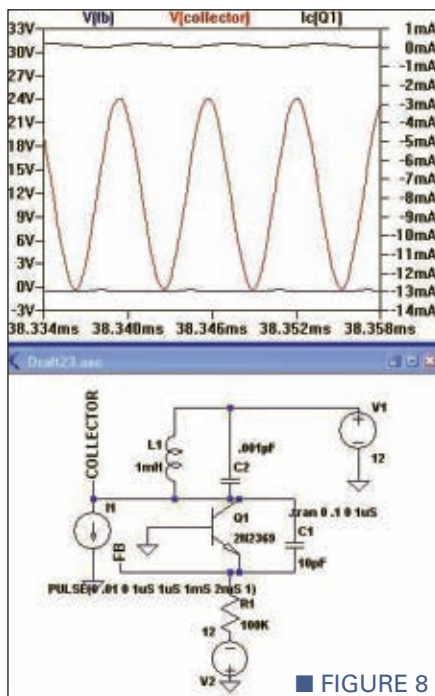 V(fb) V(collector) Ic(Q1)
33V 1mA
30V 0mA
27V -1mA
24V -2mA
21V -3mA
18V -4mA
15V -5mA
12V -6mA
9V -7mA
6V -8mA
3V -9mA
0V -10mA
-3V -11mA
-12mA
-13mA
-14mA
38.334ms 38.340ms 38.346ms 38.352ms 38.358ms
Draft23.asc
COLLECTOR
L1
1mH
.001µF
C2
V1
12
I1
Q1
2N2369
.tran 0 .1 0 1uS
C1
10pF
FB
PULSE(0 .01 0 1uS 1uS 1mS 2mS 1)
R1
100K
12
V2
FIGURE 8